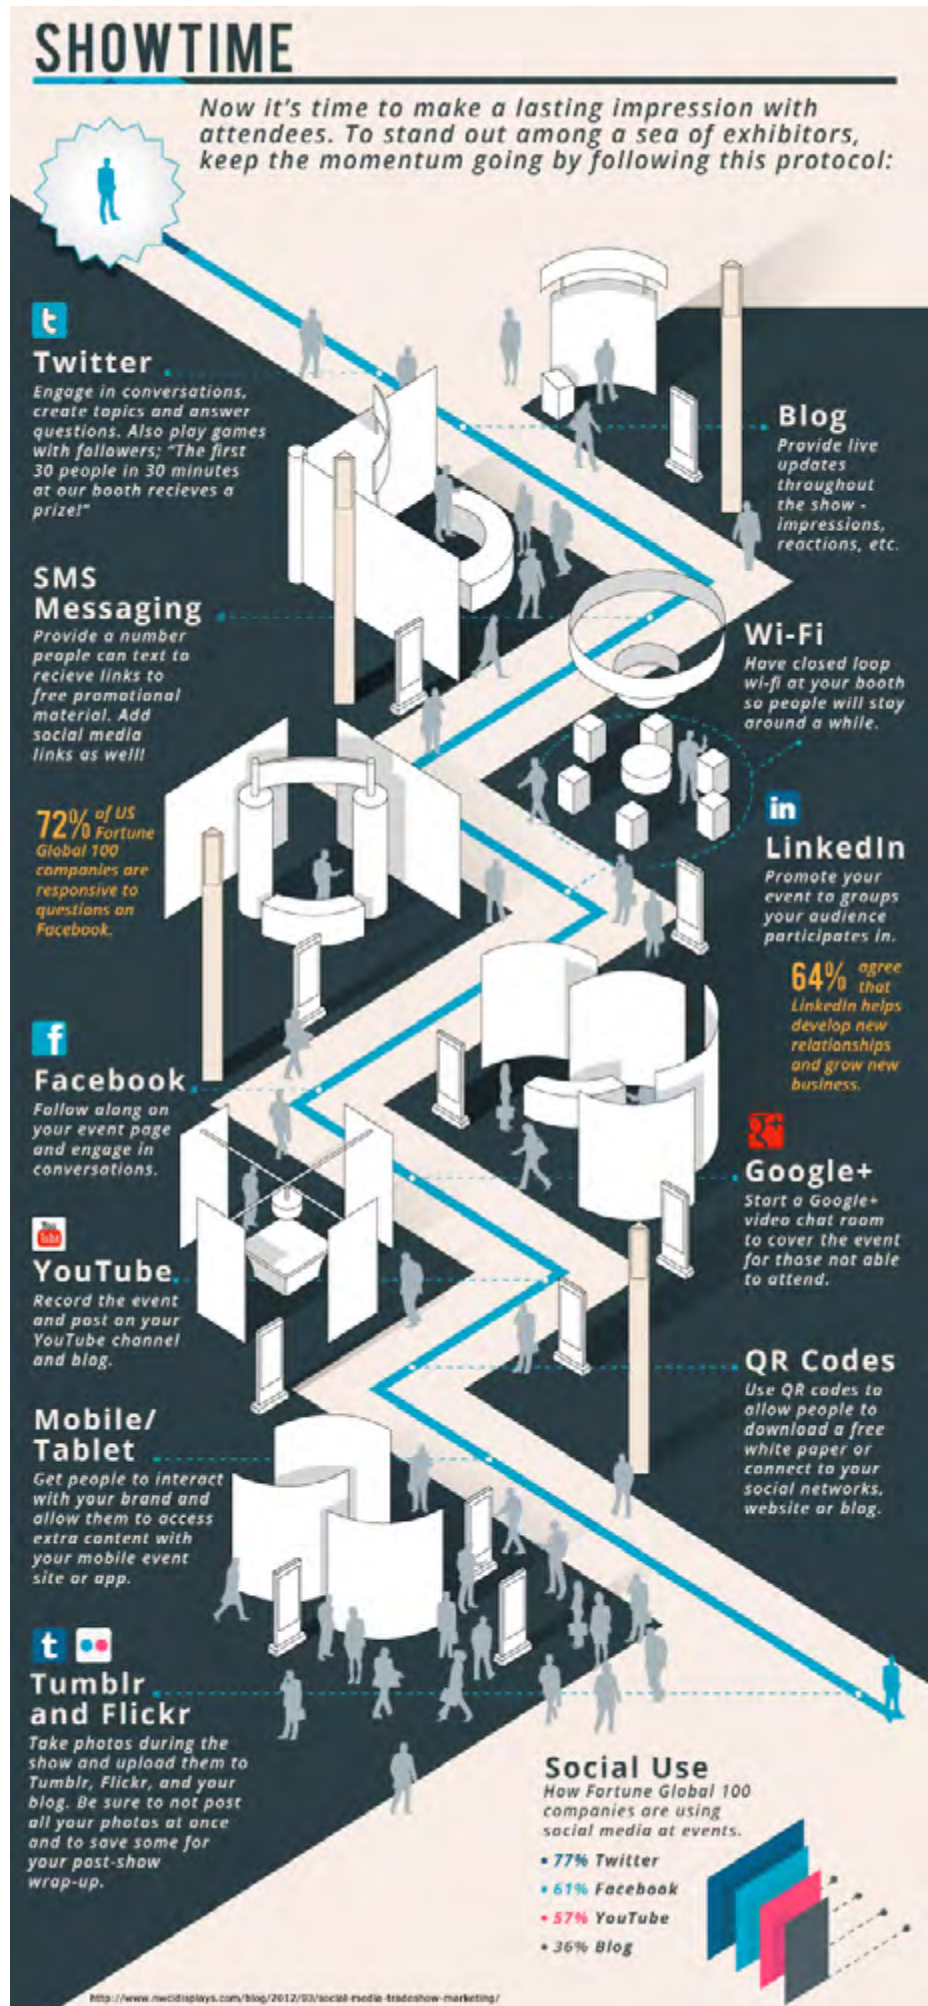 SHOWTIME
Now it's time to make a lasting impression with
attendees. To stand out among a sea of exhibitors,
keep the momentum going by following this protocol:
t
Twitter
Engage in conversations,
create topics and answer
questions. Also play games
with followers; "The first
30 people in 30 minutes
at our booth recieves a
prize!"
Blog
Provide live
updates
throughout
the show -
impressions,
reactions, etc.
SMS
Messaging
Provide a number
people can text to
recieve links to
free promotional
material. Add
social media
links as well!
Wi-Fi
Have closed loop
wi-fi at your booth
so people will stay
around a while.
72% of US
Fortune
Global 100
companies are
responsive to
questions on
Facebook.
in
LinkedIn
Promote your
event to groups
your audience
participates in.
64% agree
that
LinkedIn helps
develop new
relationships
and grow new
business.
f
Facebook
Follow along on
your event page
and engage in
conversations.
g+
Google+
Start a Google+
video chat room
to cover the event
for those not able
to attend.
You
Tube
YouTube
Record the event
and post on your
YouTube channel
and blog.
QR Codes
Use QR codes to
allow people to
download a free
white paper or
connect to your
social networks,
website or blog.
Mobile/
Tablet
Get people to interact
with your brand and
allow them to access
extra content with
your mobile event
site or app.
t
Tumblr
and Flickr
Take photos during the
show and upload them to
Tumblr, Flickr, and your
blog. Be sure to not post
all your photos at once
and to save some for
your post-show
wrap-up.
Social Use
How Fortune Global 100
companies are using
social media at events.
• 77% Twitter
• 61% Facebook
• 57% YouTube
• 36% Blog
http://www.nwcidisplays.com/blog/2012/03/social-media-tradeshow-marketing/